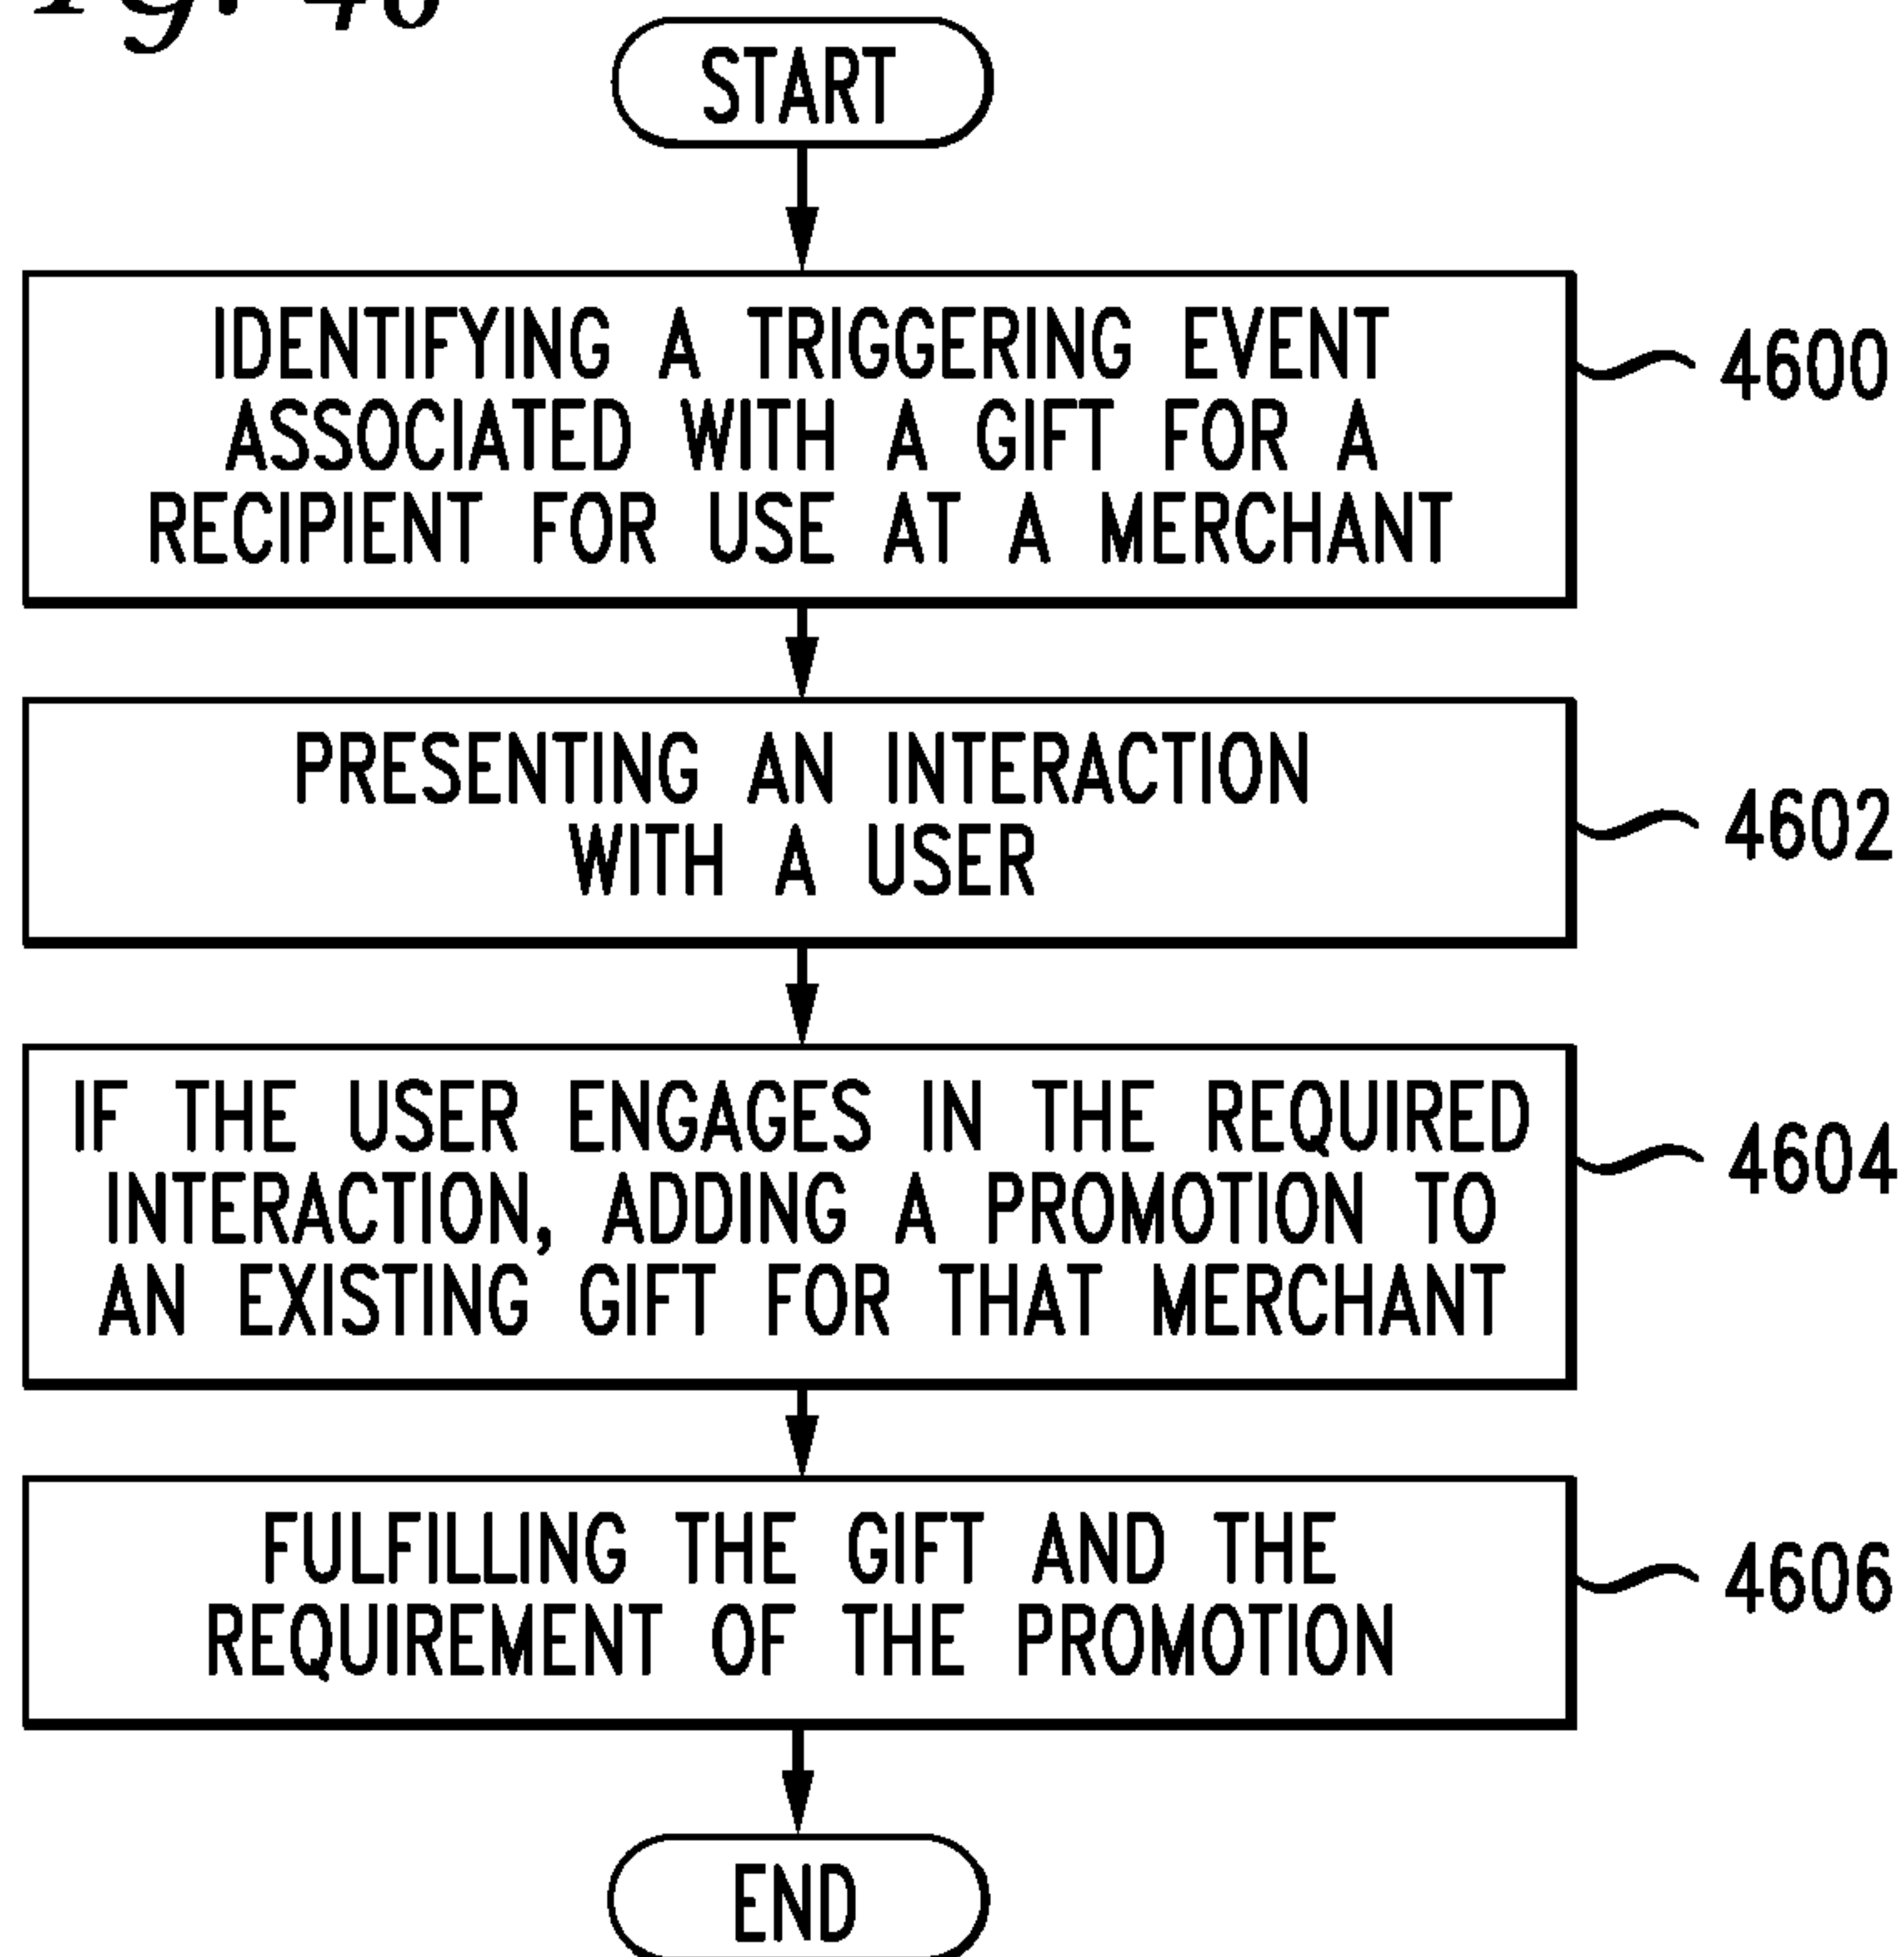 START
IDENTIFYING A TRIGGERING EVENT
ASSOCIATED WITH A GIFT FOR A
RECIPIENT FOR USE AT A MERCHANT
4600
PRESENTING AN INTERACTION
WITH A USER
4602
IF THE USER ENGAGES IN THE REQUIRED
INTERACTION, ADDING A PROMOTION TO
AN EXISTING GIFT FOR THAT MERCHANT
4604
FULFILLING THE GIFT AND THE
REQUIREMENT OF THE PROMOTION
4606
END